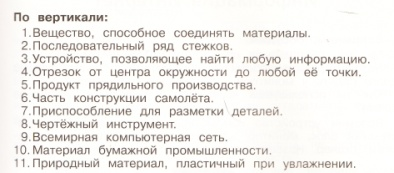 По вертикали:
1.Вещество, способное соединять материалы.
2.Последовательный ряд стежков.
3.Устройство, позволяющее найти любую информацию.
4.Отрезок от центра окружности до любой её точки.
5.Продукт прядильного производства.
6.Часть конструкции самолёта.
7.Приспособление для разметки деталей.
8.Чертёжный инструмент.
9.Всемирная компьютерная сеть.
10.Материал бумажной промышленности.
11.Природный материал, пластичный при увлажнении.